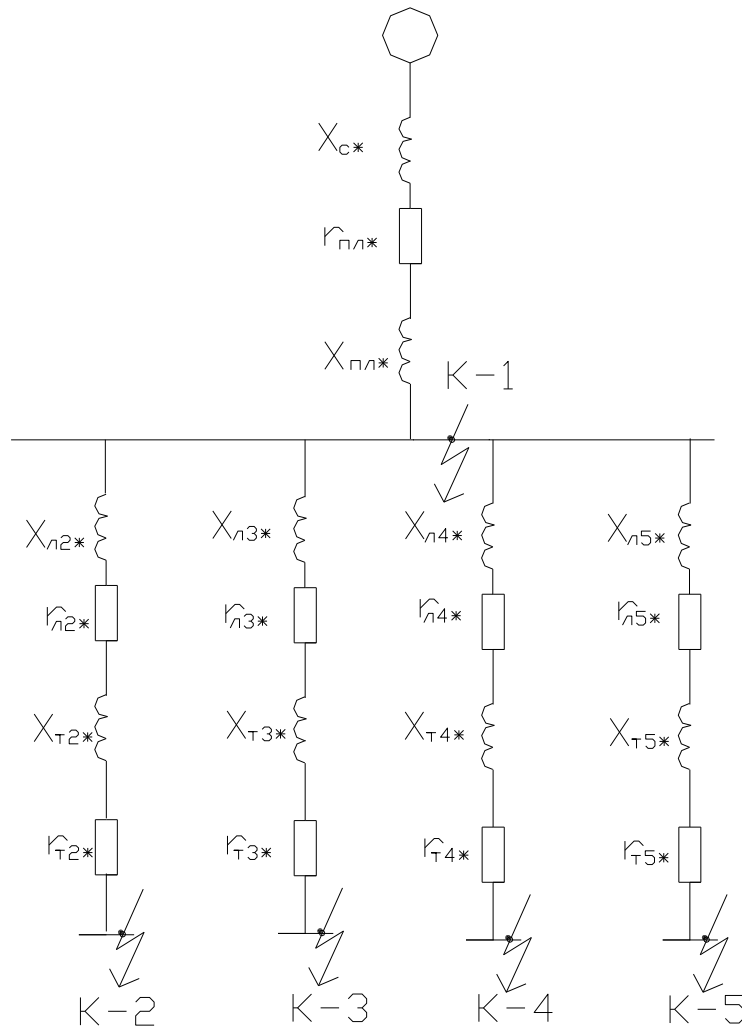 Xс*
rпл*
Xпл*
К-1
Xл2* Xл3* Xл4* Xл5*
rл2* rл3* rл4* rл5*
Xт2* Xт3* Xт4* Xт5*
rт2* rт3* rт4* rт5*
К-2 К-3 К-4 К-5